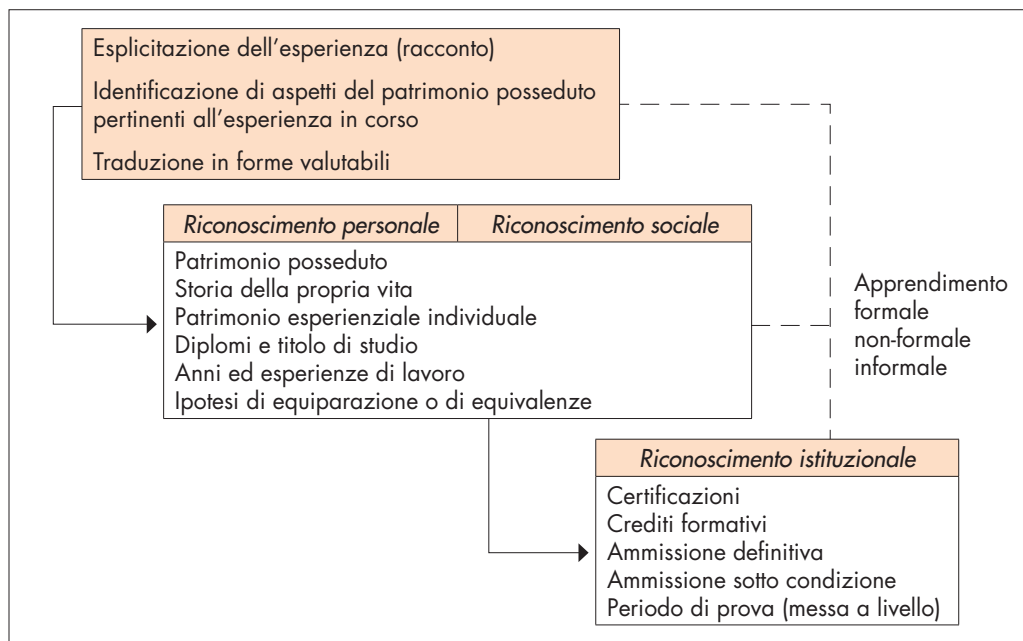 Esplicitazione dell'esperienza (racconto)
Identificazione di aspetti del patrimonio posseduto
pertinenti all'esperienza in corso
Traduzione in forme valutabili
Riconoscimento personale
Riconoscimento sociale
Patrimonio posseduto
Storia della propria vita
Patrimonio esperienziale individuale
Diplomi e titolo di studio
Anni ed esperienze di lavoro
Ipotesi di equiparazione o di equivalenze
Apprendimento
formale
non-formale
informale
Riconoscimento istituzionale
Certificazioni
Crediti formativi
Ammissione definitiva
Ammissione sotto condizione
Periodo di prova (messa a livello)